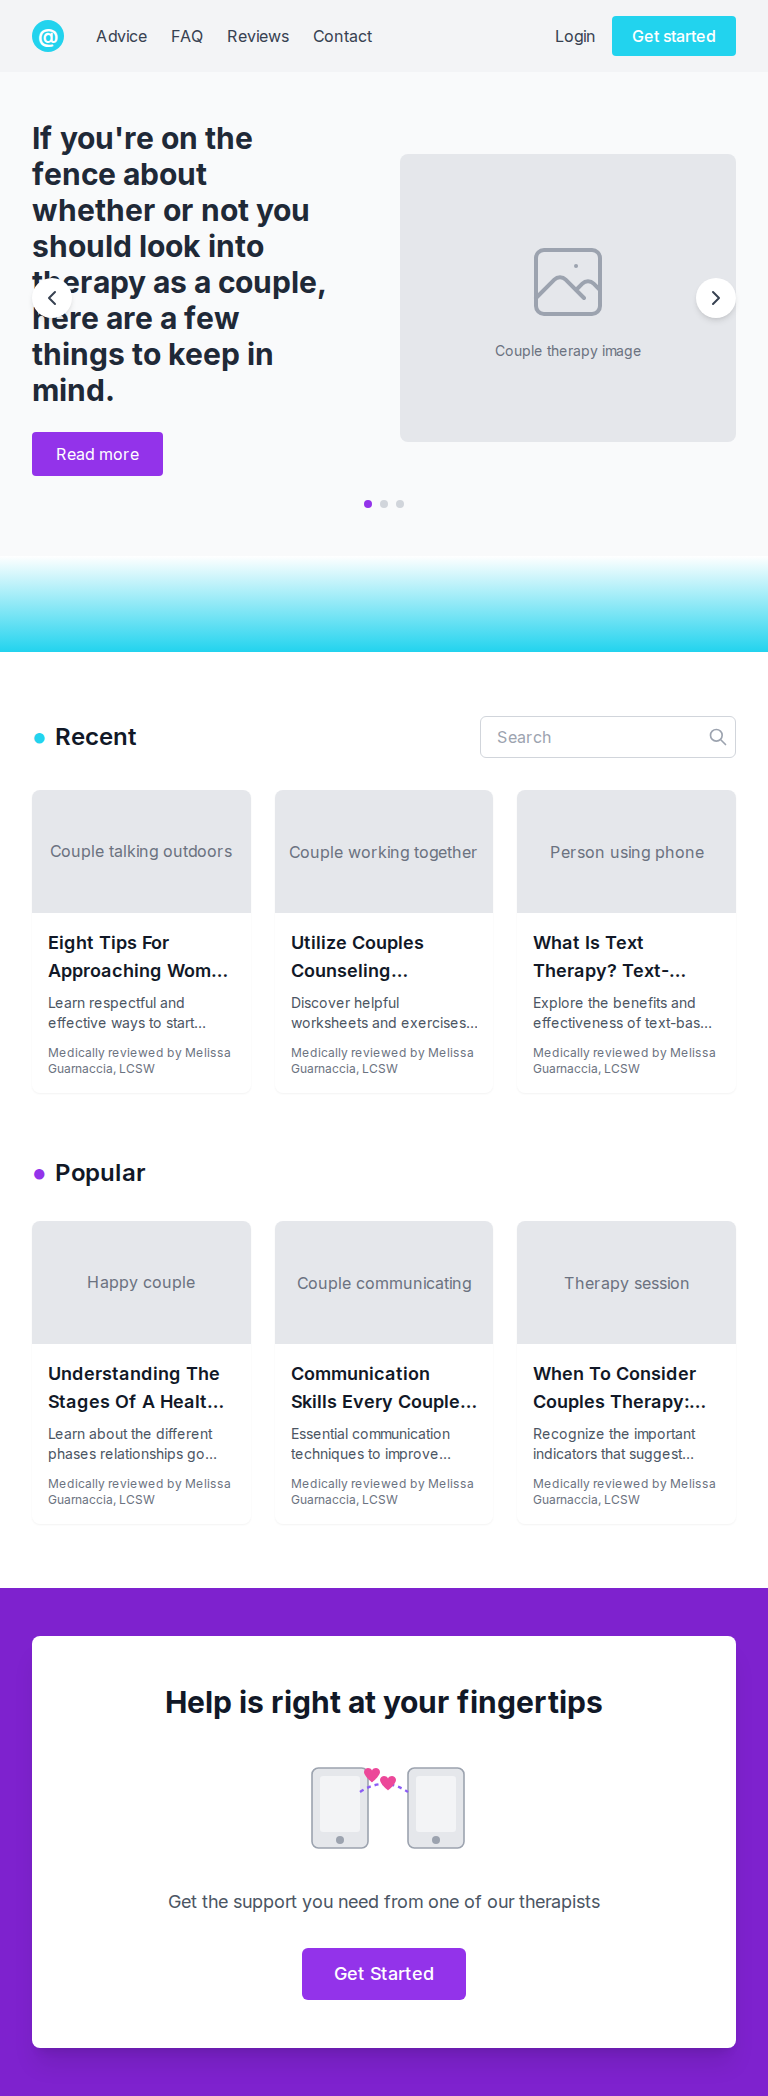 @ Advice FAQ Reviews Contact Login Get started
If you're on the
fence about
whether or not you
should look into
therapy as a couple,
here are a few
things to keep in
mind.
Read more
Couple therapy image
Recent
Search
Couple talking outdoors
Eight Tips For
Approaching Wom...
Learn respectful and
effective ways to start...
Medically reviewed by Melissa
Guarnaccia, LCSW
Couple working together
Utilize Couples
Counseling...
Discover helpful
worksheets and exercises...
Medically reviewed by Melissa
Guarnaccia, LCSW
Person using phone
What Is Text
Therapy? Text-...
Explore the benefits and
effectiveness of text-bas...
Medically reviewed by Melissa
Guarnaccia, LCSW
Popular
Happy couple
Understanding The
Stages Of A Healt...
Learn about the different
phases relationships go...
Medically reviewed by Melissa
Guarnaccia, LCSW
Couple communicating
Communication
Skills Every Couple...
Essential communication
techniques to improve...
Medically reviewed by Melissa
Guarnaccia, LCSW
Therapy session
When To Consider
Couples Therapy:...
Recognize the important
indicators that suggest...
Medically reviewed by Melissa
Guarnaccia, LCSW
Help is right at your fingertips
Get the support you need from one of our therapists
Get Started